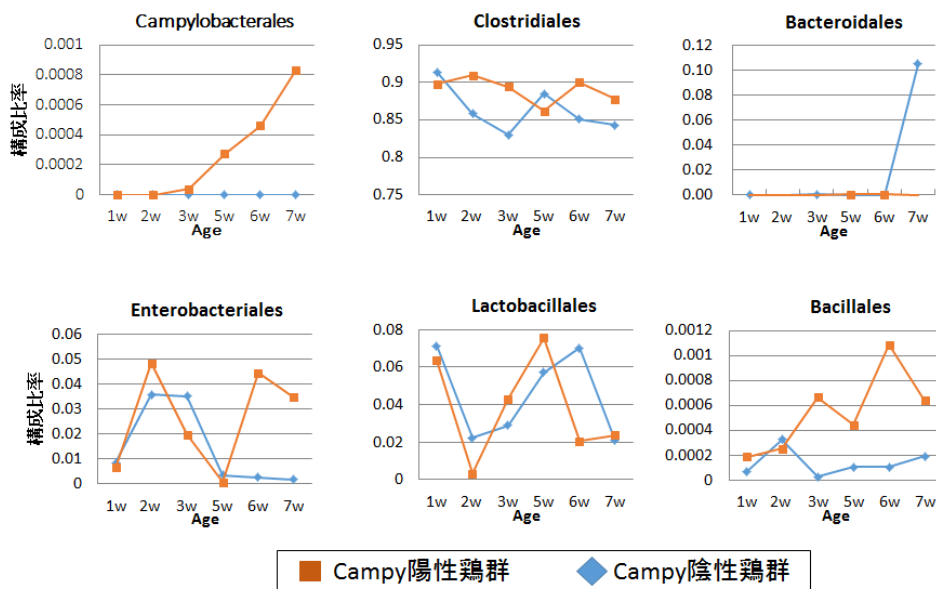 Campylobacterales
構成比率
0.001
0.0008
0.0006
0.0004
0.0002
0
1w 2w 3w 5w 6w 7w
Age
Clostridiales
0.95
0.9
0.85
0.8
0.75
1w 2w 3w 5w 6w 7w
Age
Bacteroidales
0.12
0.10
0.08
0.06
0.04
0.02
0.00
1w 2w 3w 5w 6w 7w
Age
Enterobacteriales
構成比率
0.06
0.05
0.04
0.03
0.02
0.01
0
1w 2w 3w 5w 6w 7w
Age
Lactobacillales
0.08
0.06
0.04
0.02
0
1w 2w 3w 5w 6w 7w
Age
Bacillales
0.0012
0.001
0.0008
0.0006
0.0004
0.0002
0
1w 2w 3w 5w 6w 7w
Age
Campy陽性鶏群 Campy陰性鶏群